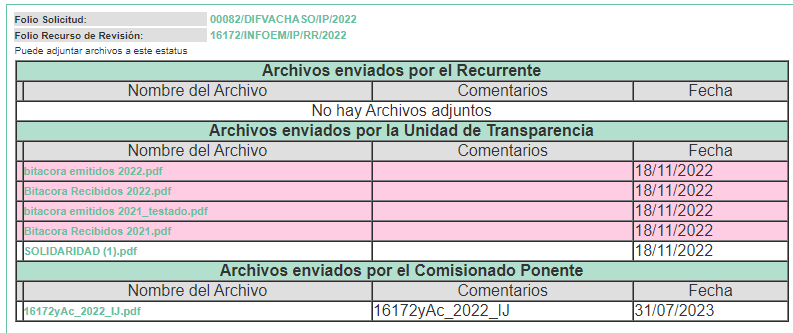 Folio Solicitud: 00082/DIFVACHASO/IP/2022
Folio Recurso de Revisión: 16172/INFOEM/IP/RR/2022
Puede adjuntar archivos a este estatus
Archivos enviados por el Recurrente
Nombre del Archivo Comentarios Fecha
No hay Archivos adjuntos
Archivos enviados por la Unidad de Transparencia
Nombre del Archivo Comentarios Fecha
bitacora emitidos 2022.pdf 18/11/2022
Bitacora Recibidos 2022.pdf 18/11/2022
bitacora emitidos 2021_testado.pdf 18/11/2022
Bitacora Recibidos 2021.pdf 18/11/2022
SOLIDARIDAD (1).pdf 18/11/2022
Archivos enviados por el Comisionado Ponente
Nombre del Archivo Comentarios Fecha
16172yAc_2022_IJ.pdf 16172yAc_2022_IJ 31/07/2023